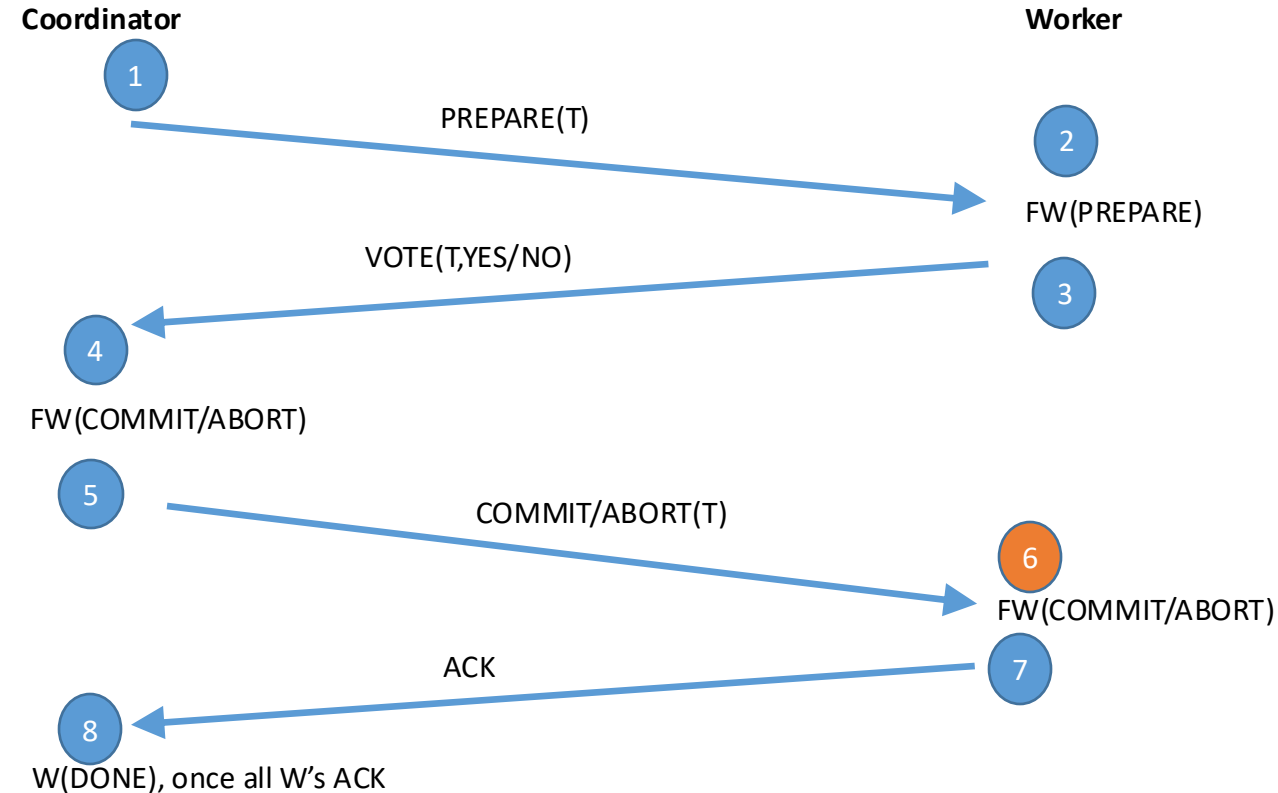 Coordinator
Worker
1
PREPARE(T)
2
FW(PREPARE)
VOTE(T,YES/NO)
3
4
FW(COMMIT/ABORT)
5
COMMIT/ABORT(T)
6
FW(COMMIT/ABORT)
ACK
7
8
W(DONE), once all W’s ACK